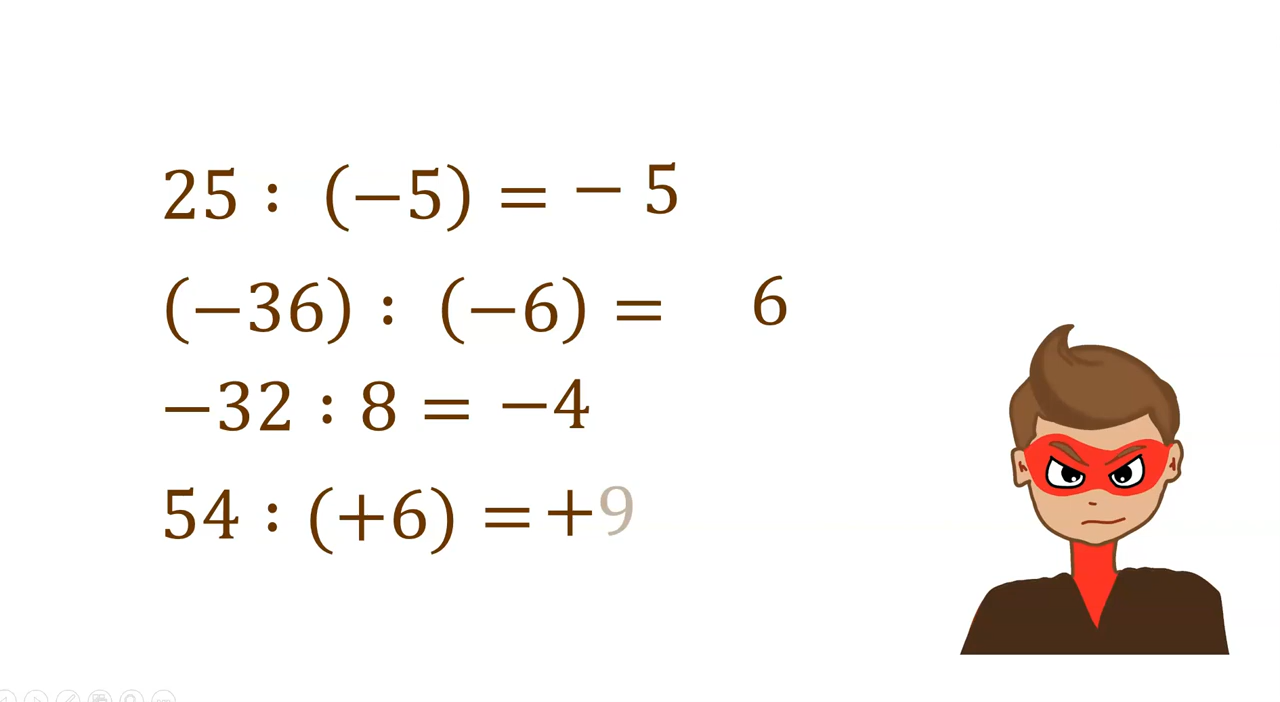 25 : (−5) = − 5
(−36) : (−6) = 6
−32 : 8 = −4
54 : (+6) = +9